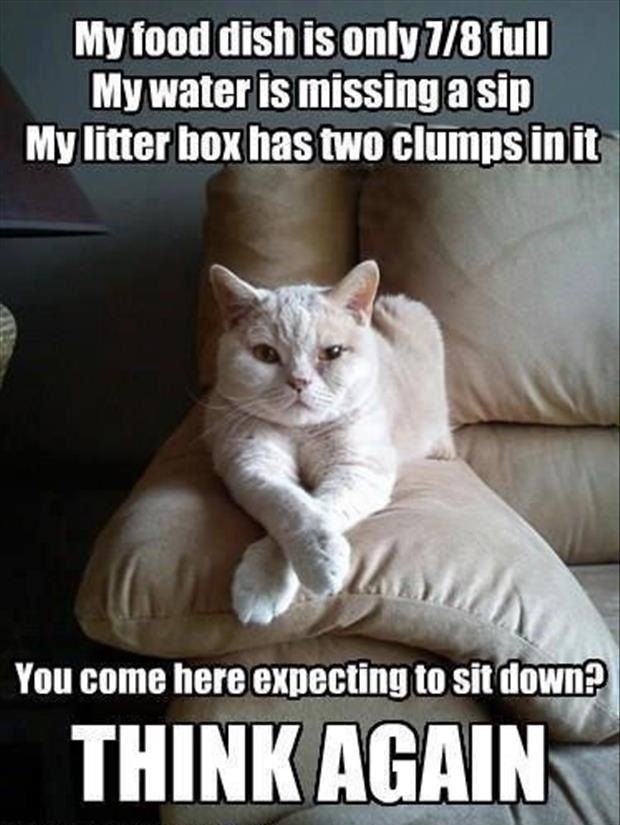 My food dish is only 7/8 full
My water is missing a sip
My litter box has two clumps in it
You come here expecting to sit down?
THINK AGAIN